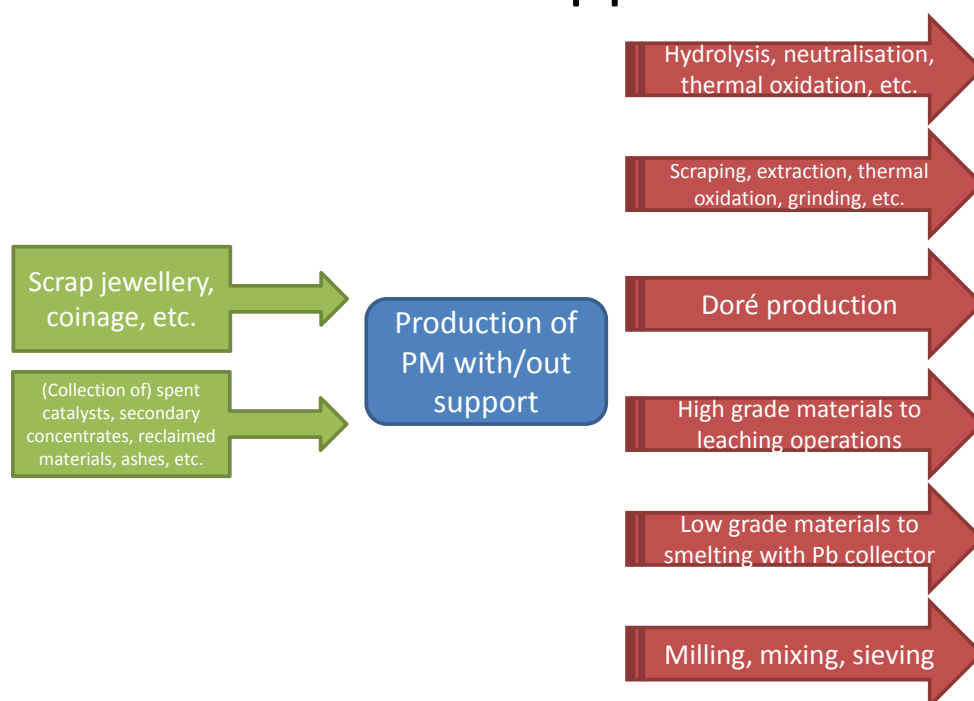 Scrap jewellery,
coinage, etc.
(Collection of) spent
catalysts, secondary
concentrates, reclaimed
materials, ashes, etc.
Production of
PM with/out
support
Hydrolysis, neutralisation,
thermal oxidation, etc.
Scraping, extraction, thermal
oxidation, grinding, etc.
Doré production
High grade materials to
leaching operations
Low grade materials to
smelting with Pb collector
Milling, mixing, sieving